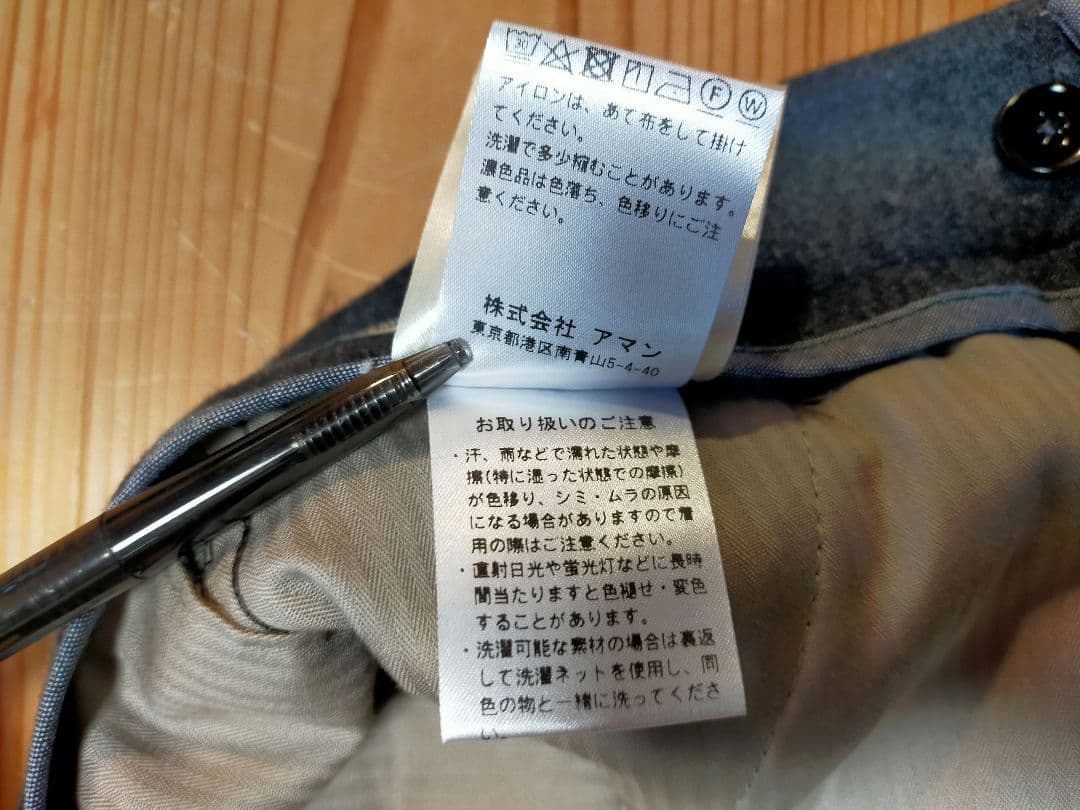 30 F W
アイロンは、あて布をして掛け
てください。
洗濯で多少縮むことがあります。
濃色品は色落ち、色移りにご注
意ください。
株式会社 アマン
東京都港区南青山5-4-40
お取り扱いのご注意
・汗、雨などで濡れた状態や摩
擦(特に湿った状態での摩擦)
が色移り、シミ・ムラの原因
になる場合がありますので着
用の際はご注意ください。
・直射日光や蛍光灯などに長時
間当たりますと色褪せ・変色
することがあります。
・洗濯可能な素材の場合は裏返
して洗濯ネットを使用し、同
色の物と一緒に洗ってくださ
い。